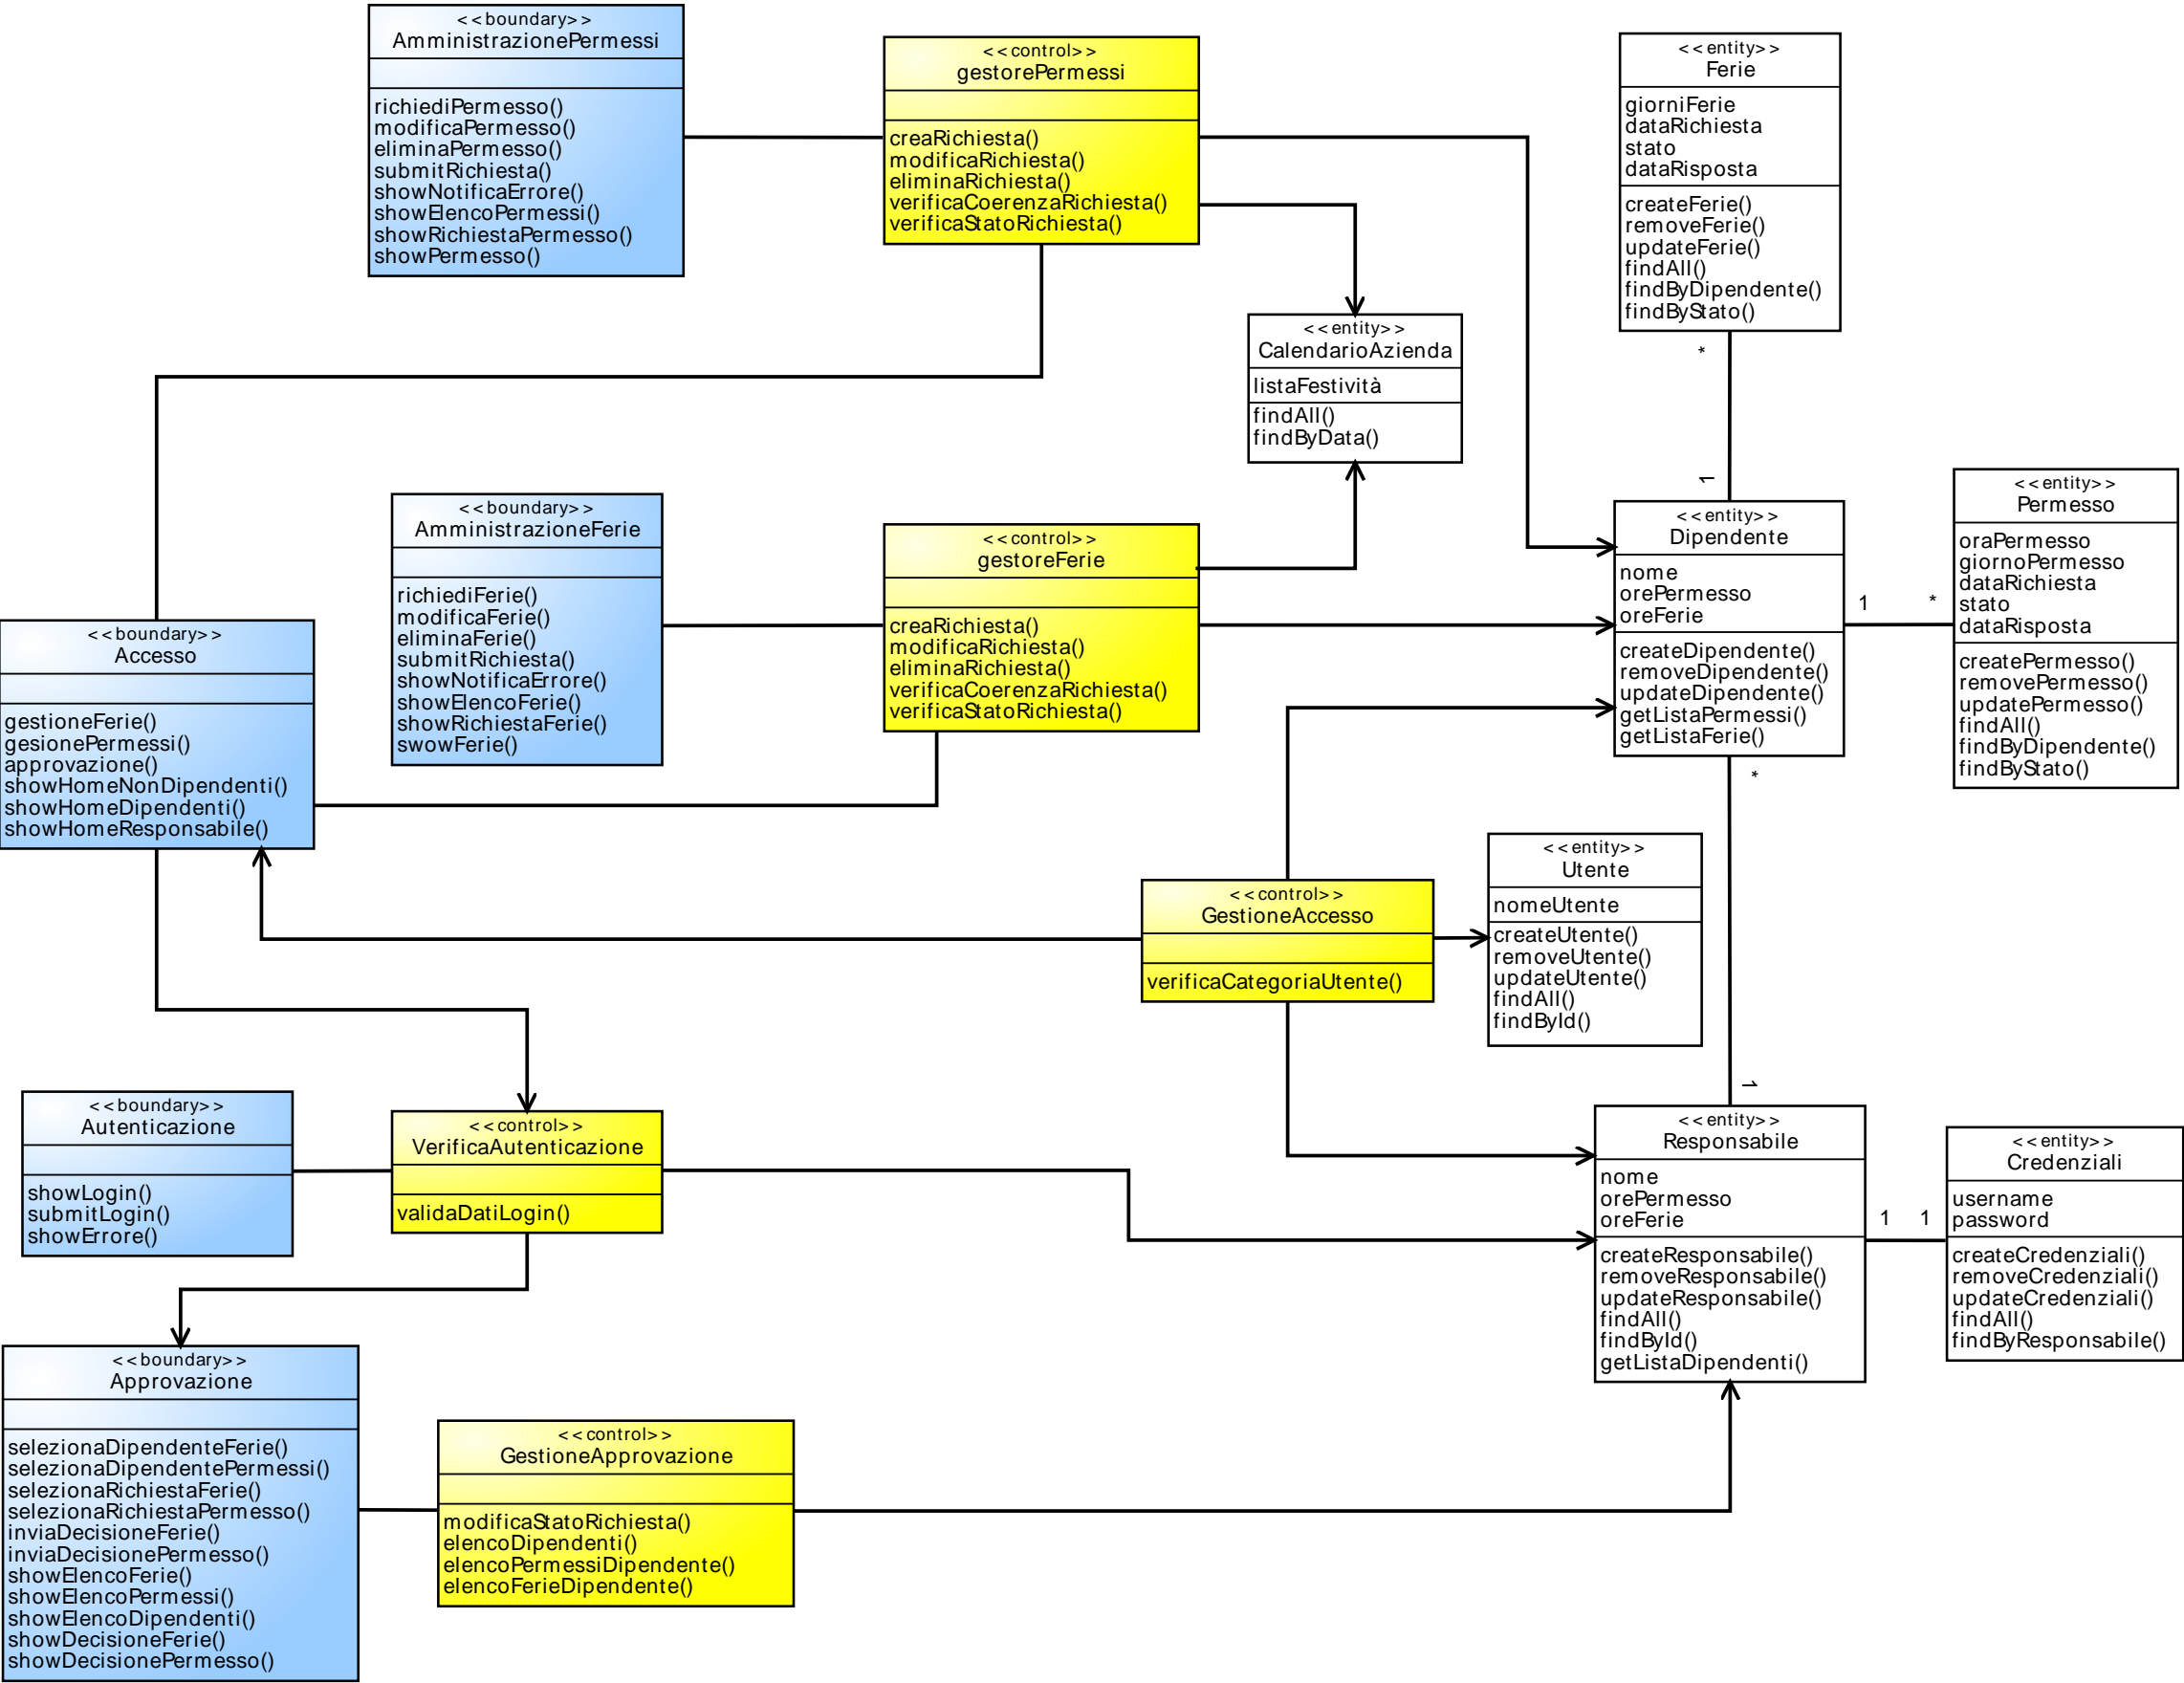 <<boundary>>
AmministrazionePermessi
richiediPermesso()
modificaPermesso()
eliminaPermesso()
submitRichiesta()
showNotificaErrore()
showElencoPermessi()
showRichiestaPermesso()
showPermesso()
<<control>>
gestorePermessi
creaRichiesta()
modificaRichiesta()
eliminaRichiesta()
verificaCoerenzaRichiesta()
verificaStatoRichiesta()
<<entity>>
Ferie
giorniFerie
dataRichiesta
stato
dataRisposta
createFerie()
removeFerie()
updateFerie()
findAll()
findByDipendente()
findByStato()
*
1
<<entity>>
CalendarioAzienda
listaFestività
findAll()
findByData()
<<boundary>>
AmministrazioneFerie
richiediFerie()
modificaFerie()
eliminaFerie()
submitRichiesta()
showNotificaErrore()
showElencoFerie()
showRichiestaFerie()
swowFerie()
<<control>>
gestoreFerie
creaRichiesta()
modificaRichiesta()
eliminaRichiesta()
verificaCoerenzaRichiesta()
verificaStatoRichiesta()
<<entity>>
Dipendente
nome
orePermesso
oreFerie
createDipendente()
removeDipendente()
updateDipendente()
getListaPermessi()
getListaFerie()
1 *
<<entity>>
Permesso
oraPermesso
giornoPermesso
dataRichiesta
stato
dataRisposta
createPermesso()
removePermesso()
updatePermesso()
findAll()
findByDipendente()
findByStato()
<<boundary>>
Accesso
gestioneFerie()
gesionePermessi()
approvazione()
showHomeNonDipendenti()
showHomeDipendenti()
showHomeResponsabile()
*
1
<<control>>
GestioneAccesso
verificaCategoriaUtente()
<<entity>>
Utente
nomeUtente
createUtente()
removeUtente()
updateUtente()
findAll()
findById()
<<boundary>>
Autenticazione
showLogin()
submitLogin()
showErrore()
<<control>>
VerificaAutenticazione
validaDatiLogin()
<<entity>>
Responsabile
nome
orePermesso
oreFerie
createResponsabile()
removeResponsabile()
updateResponsabile()
findAll()
findById()
getListaDipendenti()
1 1
<<entity>>
Credenziali
username
password
createCredenziali()
removeCredenziali()
updateCredenziali()
findAll()
findByResponsabile()
<<boundary>>
Approvazione
selezionaDipendenteFerie()
selezionaDipendentePermessi()
selezionaRichiestaFerie()
selezionaRichiestaPermesso()
inviaDecisioneFerie()
inviaDecisionePermesso()
showElencoFerie()
showElencoPermessi()
showElencoDipendenti()
showDecisioneFerie()
showDecisionePermesso()
<<control>>
GestioneApprovazione
modificaStatoRichiesta()
elencoDipendenti()
elencoPermessiDipendente()
elencoFerieDipendente()